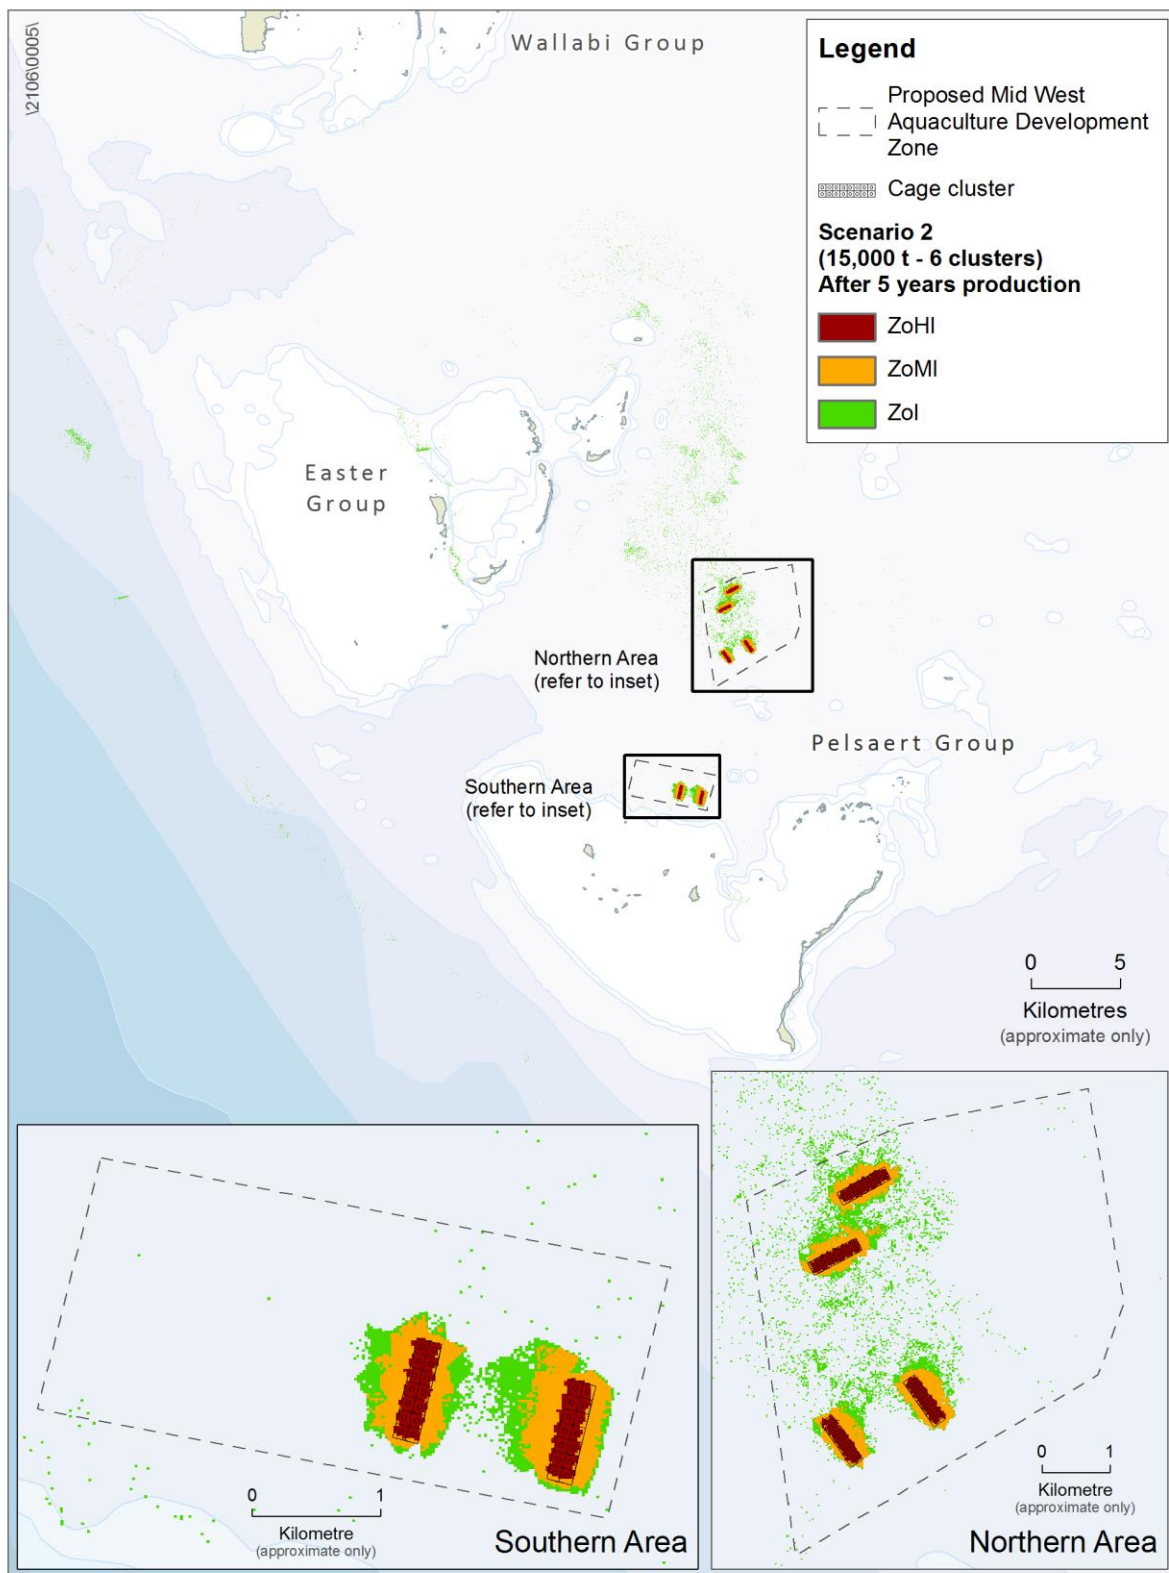 \2106\0005\
Wallabi Group
Legend
Proposed Mid West
Aquaculture Development
Zone
Cage cluster
Scenario 2
(15,000 t - 6 clusters)
After 5 years production
ZoHI
ZoMI
ZoI
Easter
Group
Northern Area
(refer to inset)
Pelsaert Group
Southern Area
(refer to inset)
0 5
Kilometres
(approximate only)
0 1
Kilometre
(approximate only)
Southern Area
0 1
Kilometre
(approximate only)
Northern Area